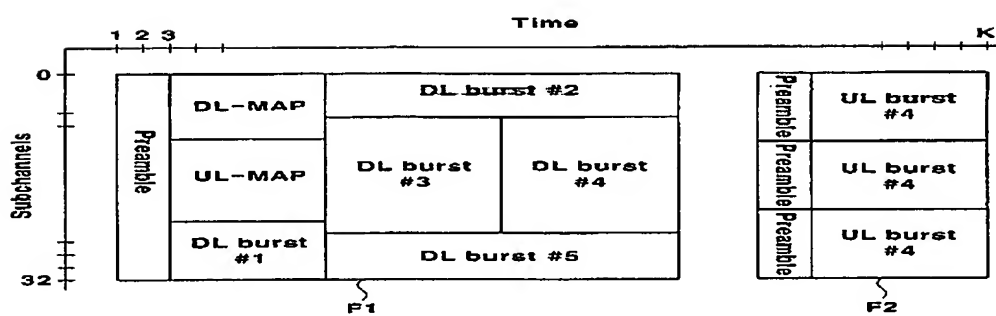 Time
1 2 3 K
Subchannels
0
32
Preamble
DL-MAP
UL-MAP
DL burst
#1
DL burst #2
DL burst
#3
DL burst
#4
DL burst #5
Preamble
Preamble
Preamble
UL burst
#4
UL burst
#4
UL burst
#4
F1
F2